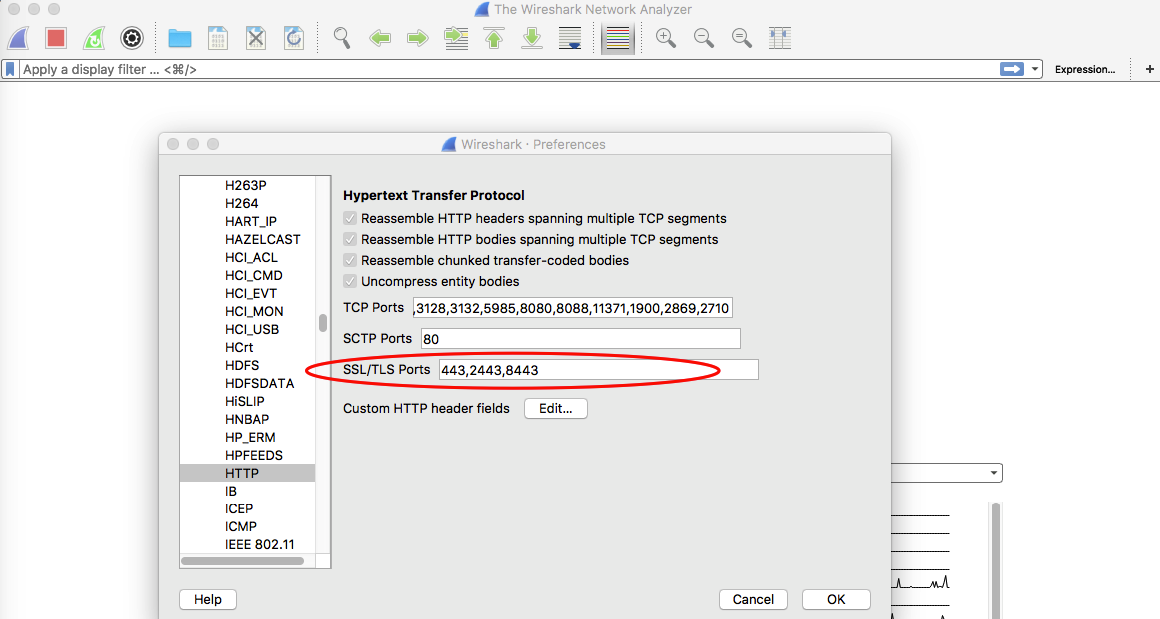 The Wireshark Network Analyzer
Apply a display filter ... <⌘/>
Expression...
+
Wireshark · Preferences
H263P
H264
HART_IP
HAZELCAST
HCI_ACL
HCI_CMD
HCI_EVT
HCI_MON
HCI_USB
HCrt
HDFS
HDFSDATA
HiSLIP
HNBAP
HP_ERM
HPFEEDS
HTTP
IB
ICEP
ICMP
IEEE 802.11
Hypertext Transfer Protocol
Reassemble HTTP headers spanning multiple TCP segments
Reassemble HTTP bodies spanning multiple TCP segments
Reassemble chunked transfer-coded bodies
Uncompress entity bodies
TCP Ports ,3128,3132,5985,8080,8088,11371,1900,2869,2710
SCTP Ports 80
SSL/TLS Ports 443,2443,8443
Custom HTTP header fields Edit...
Help
Cancel
OK